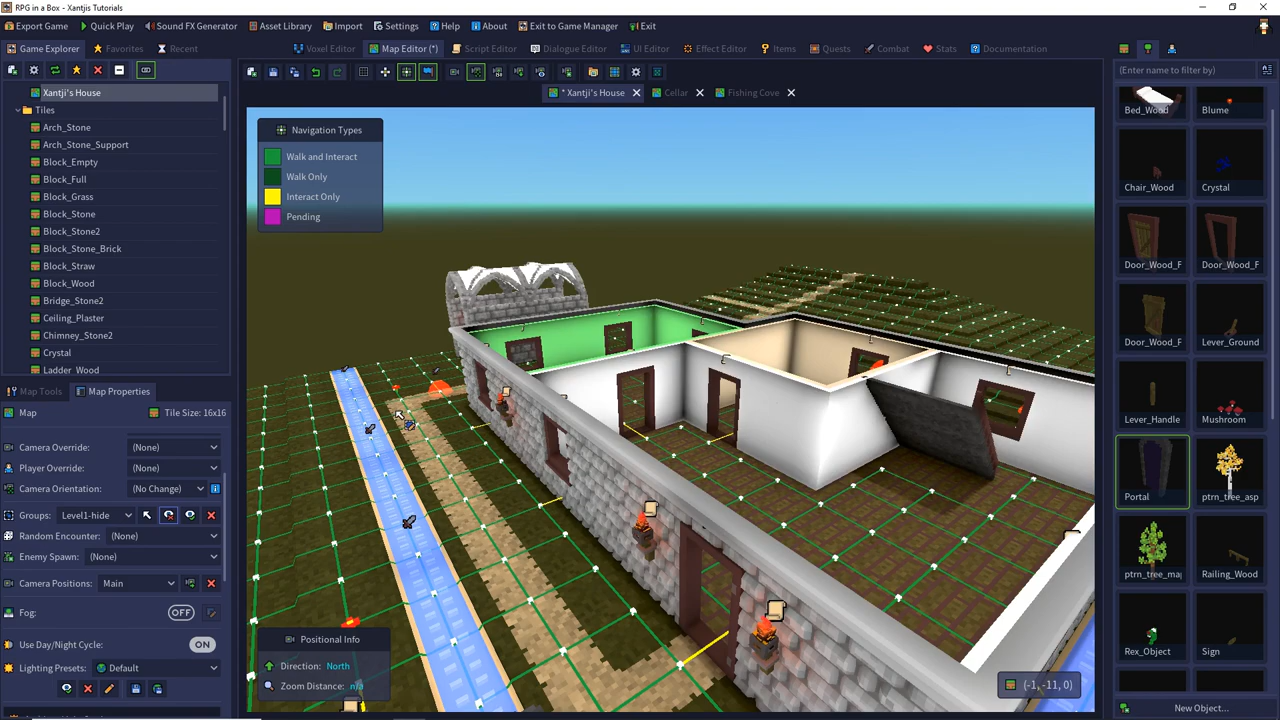 RPG in a Box - Xantjis Tutorials
Export Game Quick Play Sound FX Generator Asset Library Import Settings Help About Exit to Game Manager Exit
Game Explorer Favorites Recent Voxel Editor Map Editor (*) Script Editor Dialogue Editor UI Editor Effect Editor Items Quests Combat Stats Documentation
(Enter name to filter by)
* Xantji's House Cellar Fishing Cove
Xantji's House
Tiles
Arch_Stone
Arch_Stone_Support
Block_Empty
Block_Full
Block_Grass
Block_Stone
Block_Stone2
Block_Stone_Brick
Block_Straw
Block_Wood
Bridge_Stone2
Ceiling_Plaster
Chimney_Stone2
Crystal
Ladder_Wood
Map Tools Map Properties
Map Tile Size: 16x16
Camera Override: (None)
Player Override: (None)
Camera Orientation: (No Change)
Groups: Level1-hide
Random Encounter: (None)
Enemy Spawn: (None)
Camera Positions: Main
Fog: OFF
Use Day/Night Cycle: ON
Lighting Presets: Default
Navigation Types
Walk and Interact
Walk Only
Interact Only
Pending
Positional Info
Direction: North
Zoom Distance: n/a
(-1, -11, 0)
Bed_Wood Blume
Chair_Wood Crystal
Door_Wood_F Door_Wood_F
Door_Wood_F Lever_Ground
Lever_Handle Mushroom
Portal ptrn_tree_asp
ptrn_tree_ma Railing_Wood
Rex_Object Sign
New Object...